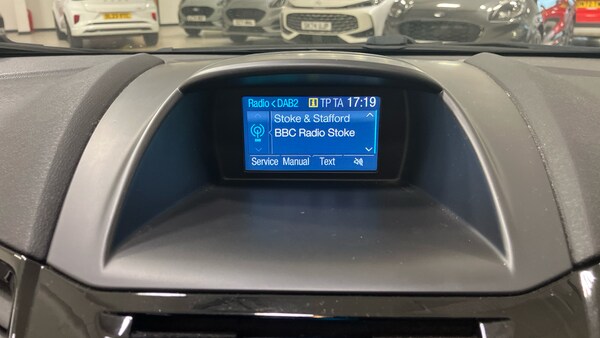 Radio < DAB2 TP TA 17:19
Stoke & Stafford
BBC Radio Stoke
Service Manual Text